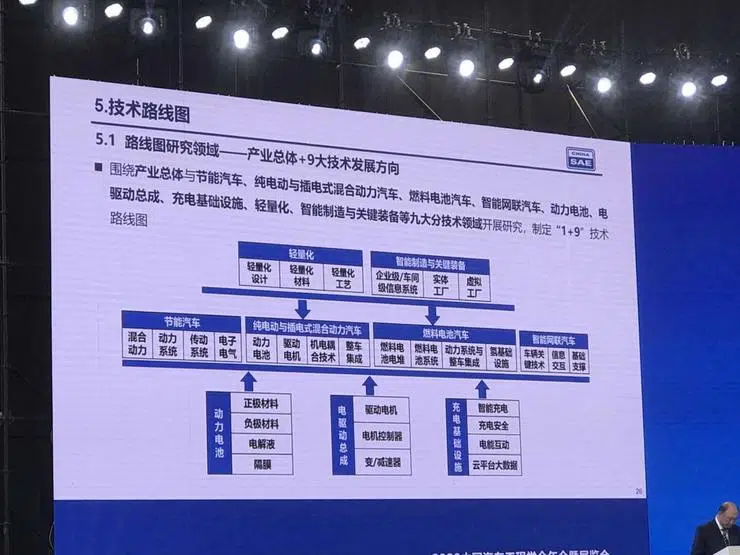 5.技术路线图
5.1 路线图研究领域——产业总体+9大技术发展方向
CHINA
SAE
■ 围绕产业总体与节能汽车、纯电动与插电式混合动力汽车、燃料电池汽车、智能网联汽车、动力电池、电
驱动总成、充电基础设施、轻量化、智能制造与关键装备等九大分技术领域开展研究，制定“1+9”技术
路线图
轻量化
轻量化
设计
轻量化
材料
轻量化
工艺
智能制造与关键装备
企业级/车间
级信息系统
实体
工厂
虚拟
工厂
节能汽车
混合
动力
动力
系统
传动
系统
电子
电气
纯电动与插电式混合动力汽车
动力
电池
驱动
电机
机电耦
合技术
整车
集成
燃料电池汽车
燃料电
池电堆
燃料电
池系统
动力系统与
整车集成
氢基础
设施
智能网联汽车
车辆关
键技术
信息
交互
基础
支撑
动力电池
正极材料
负极材料
电解液
隔膜
电驱动总成
驱动电机
电机控制器
变/减速器
充电基础设施
智能充电
充电安全
电能互动
云平台大数据
26
中国汽车工程学会年会暨展览会